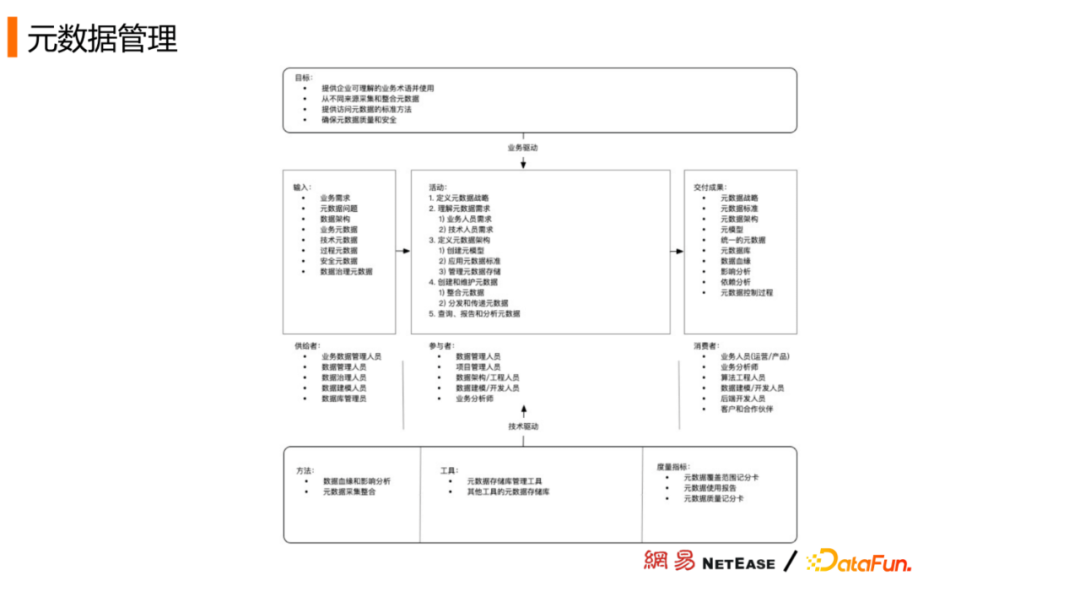 元数据管理
目标:
• 提供企业可理解的业务术语并使用
• 从不同来源采集和整合元数据
• 提供访问元数据的标准方法
• 确保元数据质量和安全
业务驱动
输入:
• 业务需求
• 元数据问题
• 数据架构
• 业务元数据
• 技术元数据
• 过程元数据
• 安全元数据
• 数据治理元数据
活动:
1. 定义元数据战略
2. 理解元数据需求
1) 业务人员需求
2) 技术人员需求
3. 定义元数据架构
1) 创建元模型
2) 应用元数据标准
3) 管理元数据存储
4. 创建和维护元数据
1) 整合元数据
2) 分发和传递元数据
5. 查询、报告和分析元数据
交付成果:
• 元数据战略
• 元数据标准
• 元数据架构
• 元模型
• 统一的元数据
• 元数据库
• 数据血缘
• 影响分析
• 依赖分析
• 元数据控制过程
供给者:
• 业务数据管理人员
• 数据管理人员
• 数据治理人员
• 数据建模人员
• 数据库管理员
参与者:
• 数据管理人员
• 项目管理人员
• 数据架构/工程人员
• 数据建模/开发人员
• 业务分析师
消费者:
• 业务人员(运营/产品)
• 业务分析师
• 算法工程人员
• 数据建模/开发人员
• 后端开发人员
• 客户和合作伙伴
技术驱动
方法:
• 数据血缘和影响分析
• 元数据采集整合
工具:
• 元数据存储库管理工具
• 其他工具的元数据存储库
度量指标:
• 元数据覆盖范围记分卡
• 元数据使用报告
• 元数据质量记分卡
網易 NETEASE / DataFun.